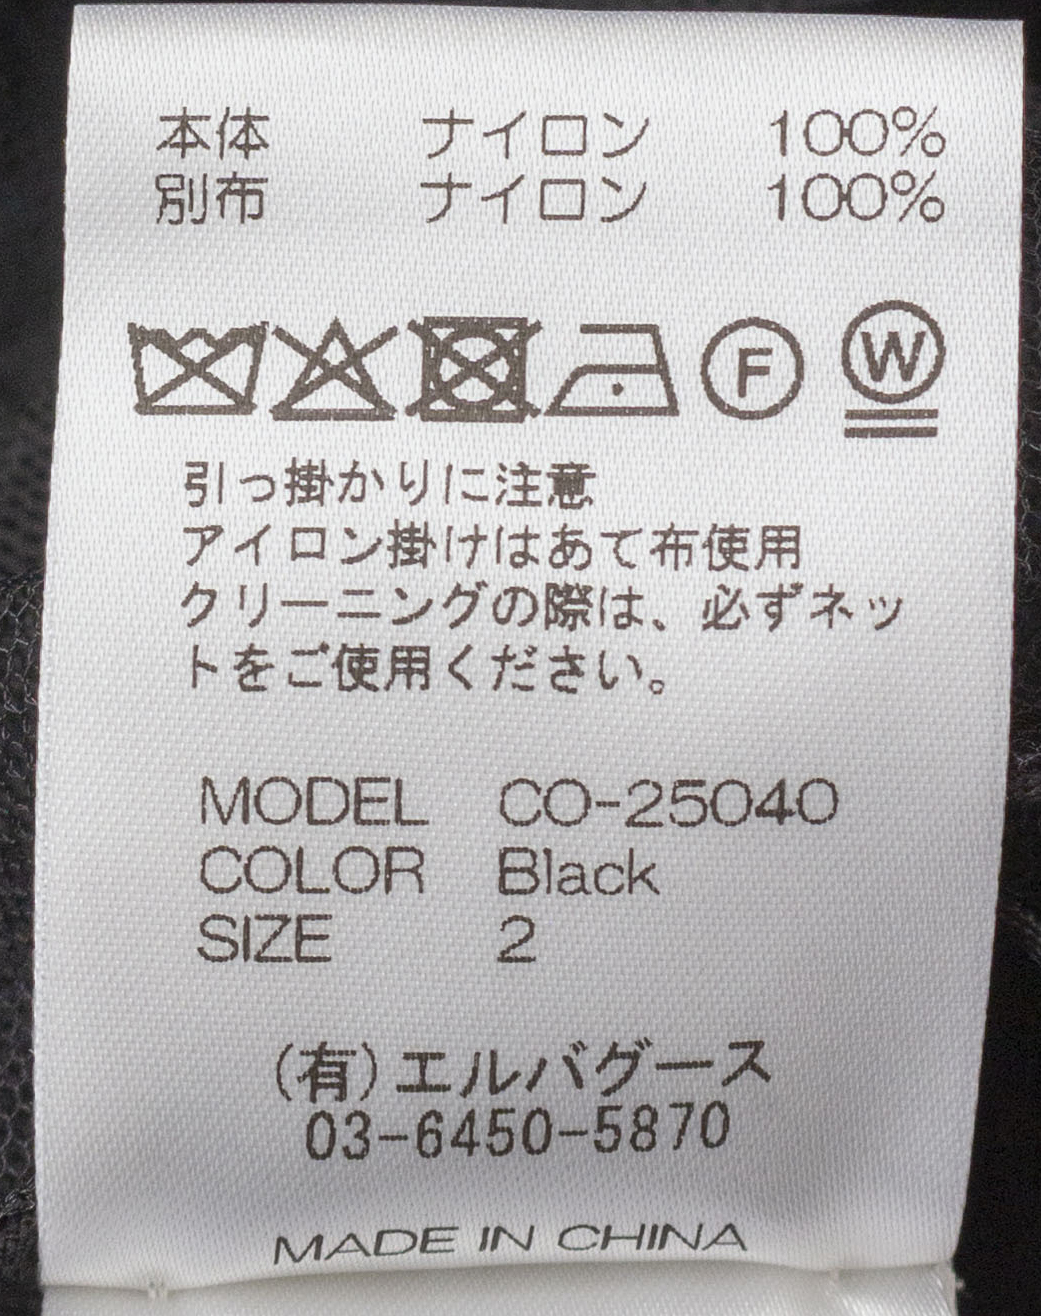 本体 ナイロン 100%
別布 ナイロン 100%
F W
引っ掛かりに注意
アイロン掛けはあて布使用
クリーニングの際は、必ずネッ
トをご使用ください。
MODEL CO-25040
COLOR Black
SIZE 2
(有)エルバグース
03-6450-5870
MADE IN CHINA